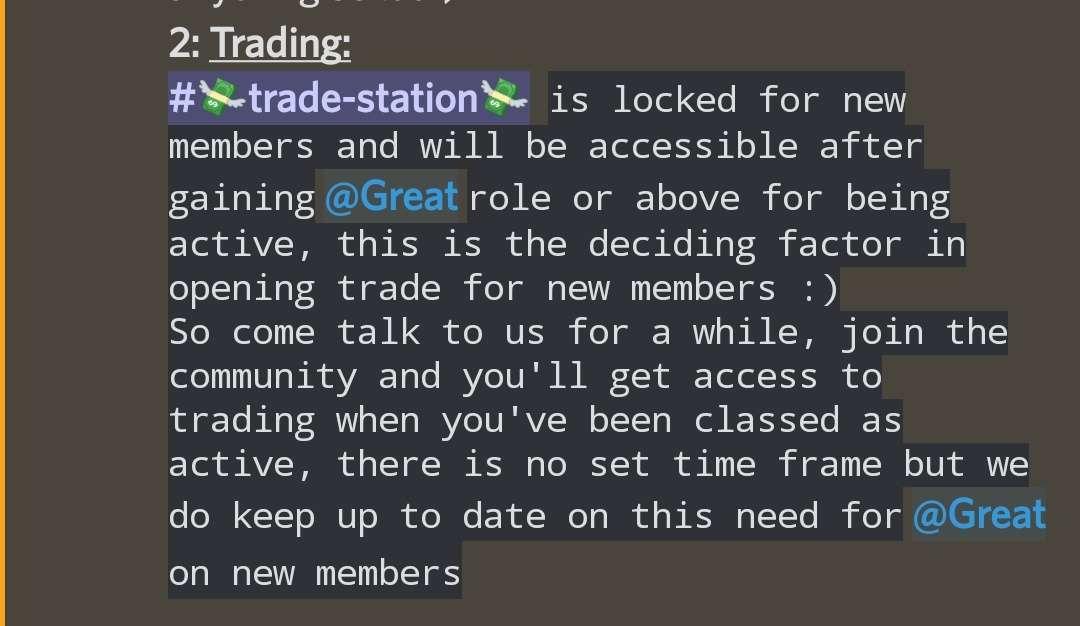 2: Trading:
#💸trade-station💸 is locked for new
members and will be accessible after
gaining @Great role or above for being
active, this is the deciding factor in
opening trade for new members :)
So come talk to us for a while, join the
community and you'll get access to
trading when you've been classed as
active, there is no set time frame but we
do keep up to date on this need for @Great
on new members